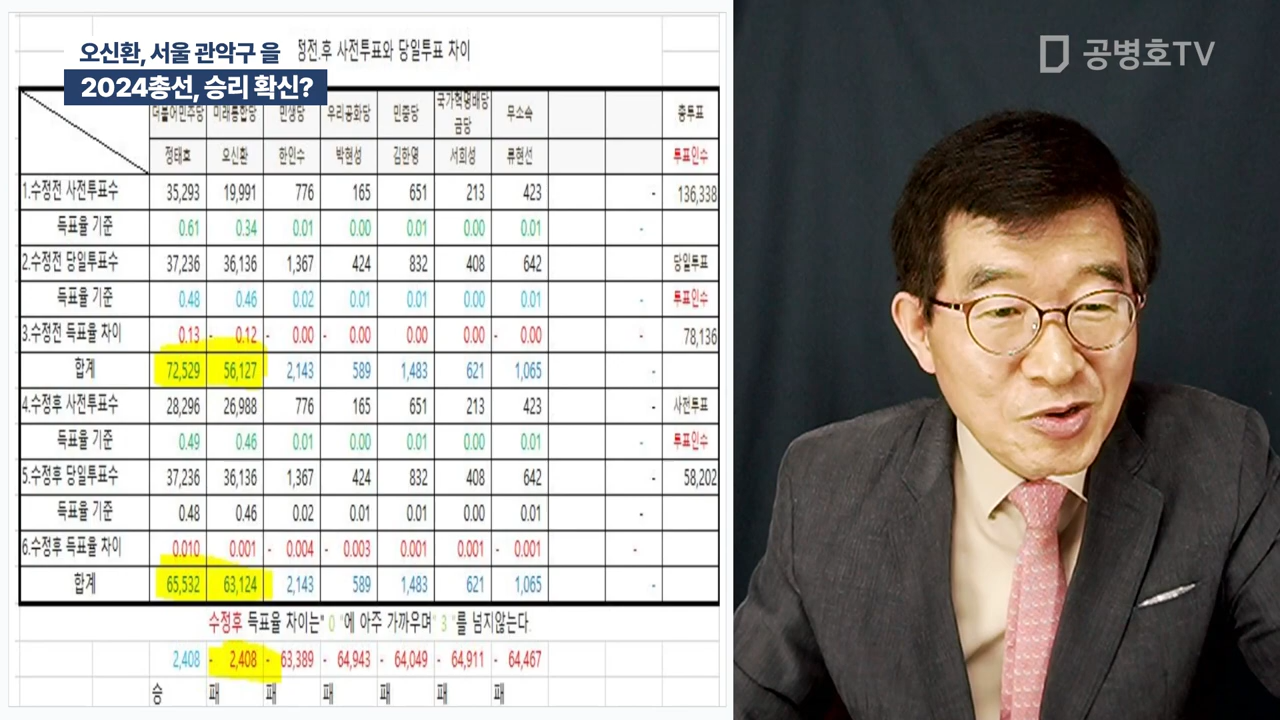 오신환, 서울 관악구 을
2024총선, 승리 확신?
정전.후 사전투표와 당일투표 차이
공병호TV
더불어민주당 미래통합당 민생당 우리공화당 민중당 국가혁명배당금당 무소속 총투표
정태호 오신환 한인수 박현성 김한영 서희성 류현선 투표인수
1.수정전 사전투표수 35,293 19,991 776 165 651 213 423 - 136,338
득표율 기준 0.61 0.34 0.01 0.00 0.01 0.00 0.01 -
2.수정전 당일투표수 37,236 36,136 1,367 424 832 408 642 - 당일투표
득표율 기준 0.48 0.46 0.02 0.01 0.01 0.00 0.01 - 투표인수
3.수정전 득표율 차이 0.13 - 0.12 - 0.00 - 0.00 - 0.00 0.00 - 0.00 - 78,136
합계 72,529 56,127 2,143 589 1,483 621 1,065 -
4.수정후 사전투표수 28,296 26,988 776 165 651 213 423 - 사전투표
득표율 기준 0.49 0.46 0.01 0.00 0.01 0.00 0.01 - 투표인수
5.수정후 당일투표수 37,236 36,136 1,367 424 832 408 642 - 58,202
득표율 기준 0.48 0.46 0.02 0.01 0.01 0.00 0.01 -
6.수정후 득표율 차이 0.010 0.001 - 0.004 - 0.003 0.001 0.001 - 0.001 -
합계 65,532 63,124 2,143 589 1,483 621 1,065 -
수정후 득표율 차이는" 0 "에 아주 가까우며" 3 "를 넘지않는다.
2,408 - 2,408 - 63,389 - 64,943 - 64,049 - 64,911 - 64,467
승 패 패 패 패 패 패